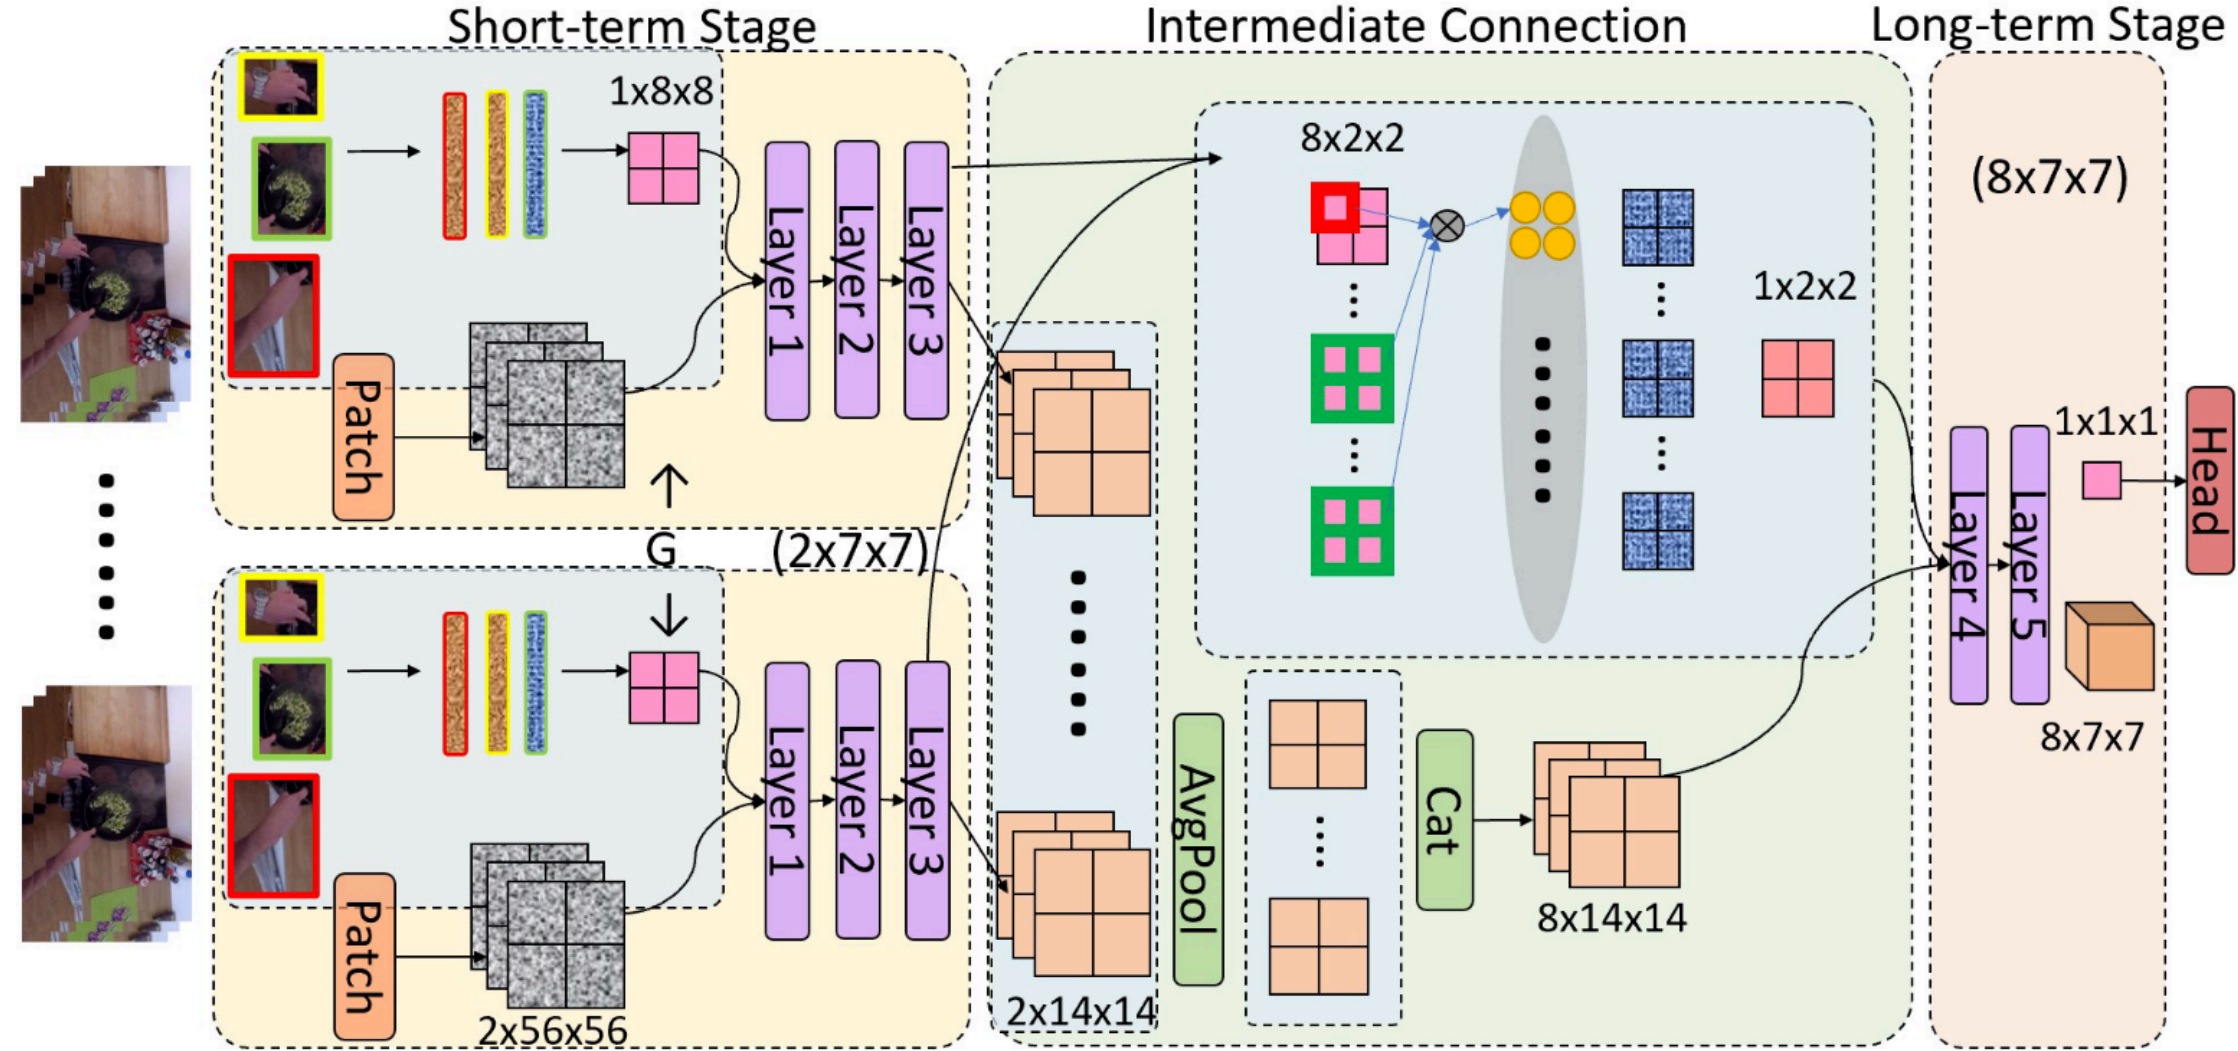 Short-term Stage
Intermediate Connection
Long-term Stage
1x8x8
Patch
Layer 1
Layer 2
Layer 3
G
(2x7x7)
Patch
2x56x56
Layer 1
Layer 2
Layer 3
2x14x14
8x2x2
1x2x2
AvgPool
Cat
8x14x14
(8x7x7)
Layer 4
Layer 5
1x1x1
8x7x7
Head